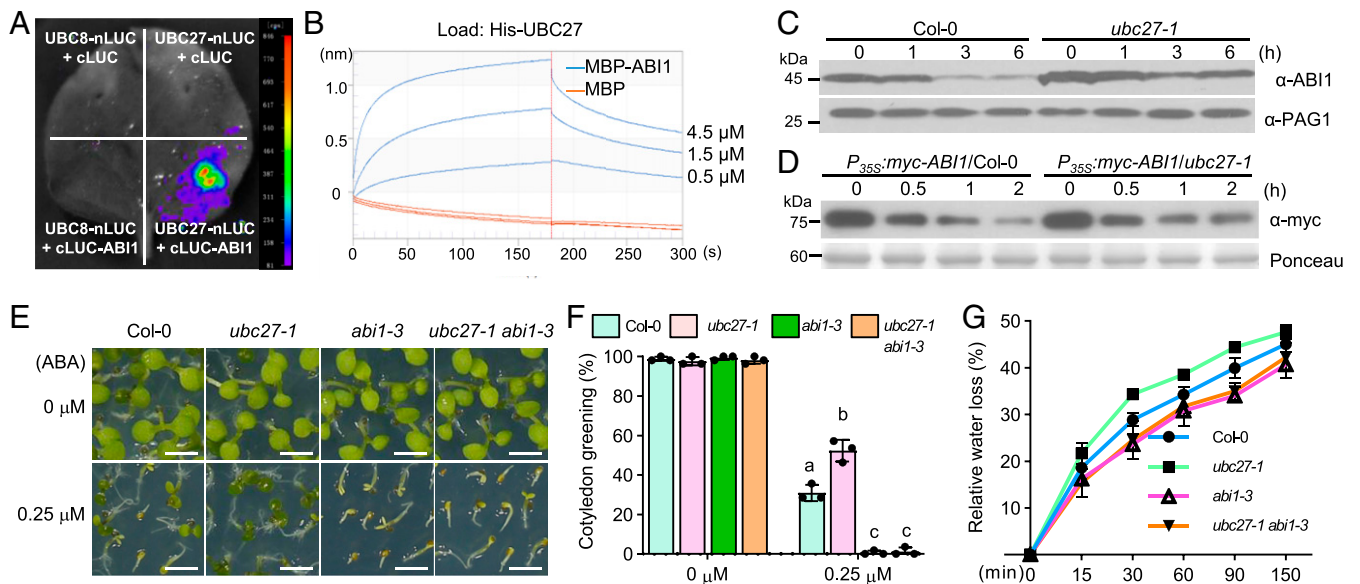 A
UBC8-nLUC
+ cLUC
UBC27-nLUC
+ cLUC
UBC8-nLUC
+ cLUC-ABI1
UBC27-nLUC
+ cLUC-ABI1
B
Load: His-UBC27
(nm)
1.0
0.5
0
MBP-ABI1
MBP
4.5 µM
1.5 µM
0.5 µM
0 50 100 150 200 250 300 (s)
C
Col-0 ubc27-1
kDa 0 1 3 6 0 1 3 6 (h)
45
α-ABI1
25
α-PAG1
D
P35S:myc-ABI1/Col-0 P35S:myc-ABI1/ubc27-1
kDa 0 0.5 1 2 0 0.5 1 2 (h)
75
α-myc
60
Ponceau
E
Col-0 ubc27-1 abi1-3 ubc27-1 abi1-3
(ABA)
0 µM
0.25 µM
F
Col-0 ubc27-1 abi1-3 ubc27-1
abi1-3
Cotyledon greening (%)
100
80
60
40
20
0
a b c c
0 µM 0.25 µM
G
Relative water loss (%)
50
40
30
20
10
0
Col-0
ubc27-1
abi1-3
ubc27-1 abi1-3
(min) 0 15 30 60 90 150